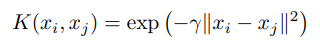 K(x_i, x_j) = exp (−γ‖x_i − x_j‖²)